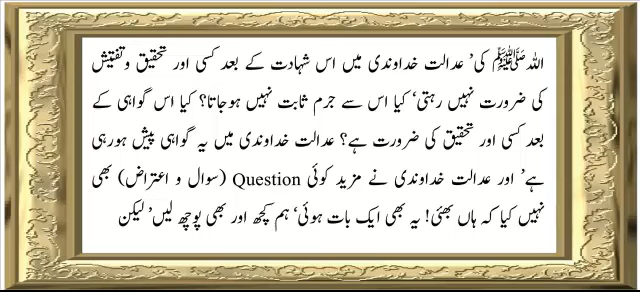 اللہ ﷺ کی’ عدالت خداوندی میں اس شہادت کے بعد کسی اور تحقیق وتفتیش
کی ضرورت نہیں رہتی‘ کیا اس سے جرم ثابت نہیں ہوجاتا؟ کیا اس گواہی کے
بعد کسی اور تحقیق کی ضرورت ہے؟ عدالت خداوندی میں یہ گواہی پیش ہورہی
ہے’ اور عدالت خداوندی نے مزید کوئی Question (سوال و اعتراض) بھی
نہیں کیا کہ ہاں بھئی! یہ بھی ایک بات ہوئی‘ ہم کچھ اور بھی پوچھ لیں’ لیکن